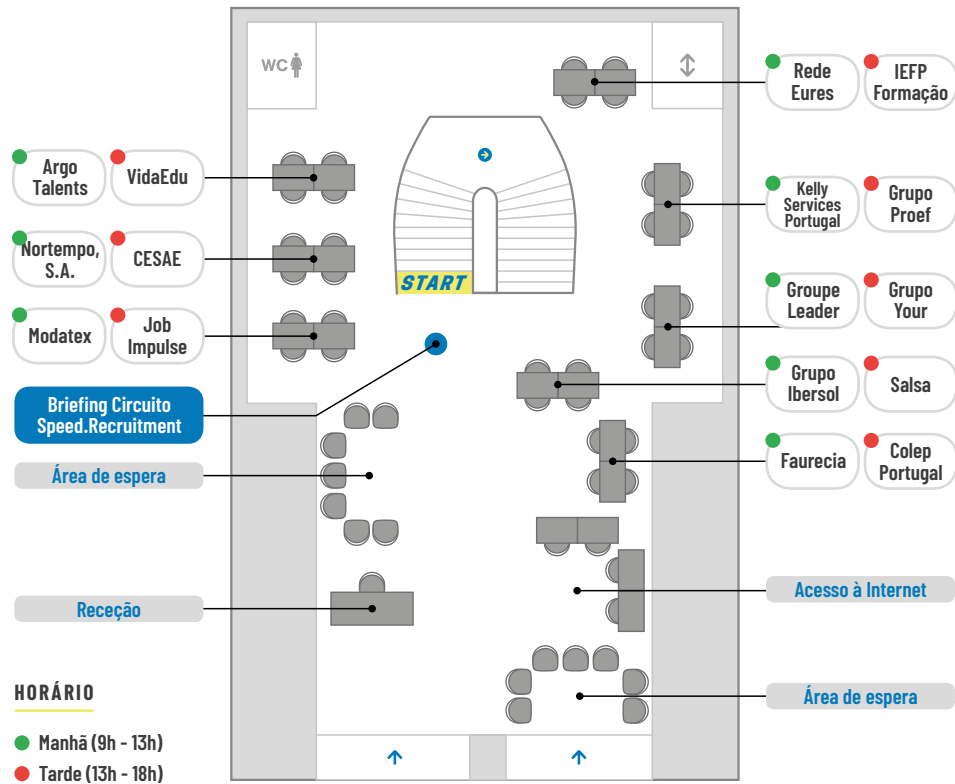 WC
Rede
Eures
IEFP
Formação
Argo
Talents
VidaEdu
Kelly
Services
Portugal
Grupo
Proef
Nortempo,
S.A.
CESAE
START
Groupe
Leader
Grupo
Your
Modatex
Job
Impulse
Grupo
Ibersol
Salsa
Briefing Circuito
Speed.Recruitment
Área de espera
Faurecia
Colep
Portugal
Receção
Acesso à Internet
Área de espera
HORÁRIO
Manhã (9h - 13h)
Tarde (13h - 18h)